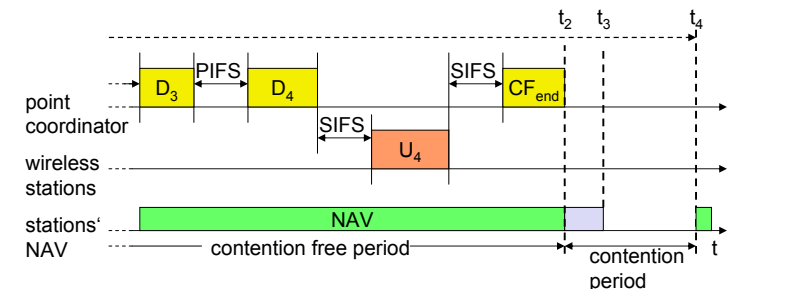 t2 t3 t4
D3 PIFS D4 SIFS CFend
point
coordinator
SIFS
U4
wireless
stations
stations‘
NAV
NAV
contention free period
contention
period
t